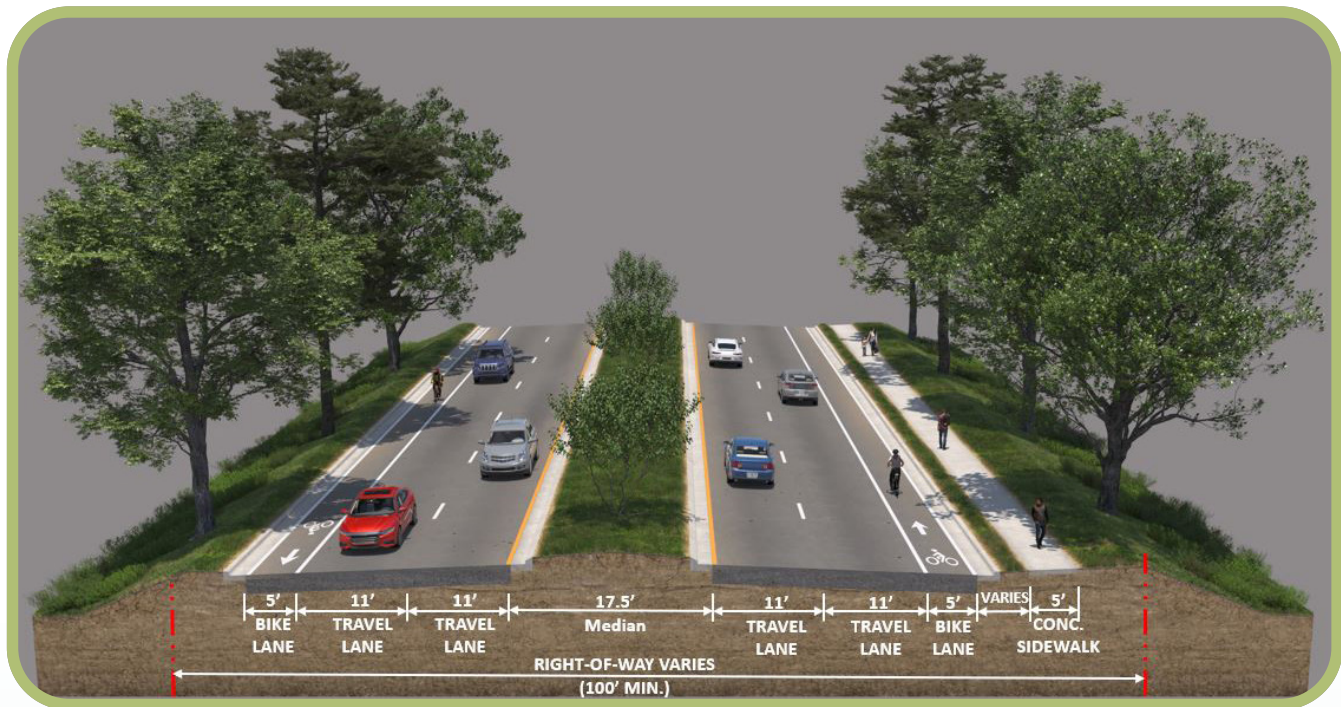 5' 11' 11' 17.5' 11' 11' 5' VARIES 5'
BIKE TRAVEL TRAVEL Median TRAVEL TRAVEL BIKE CONC.
LANE LANE LANE LANE LANE LANE SIDEWALK
RIGHT-OF-WAY VARIES
(100' MIN.)